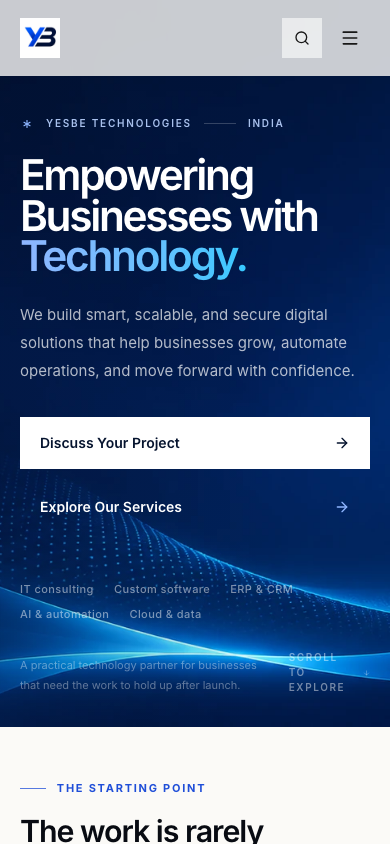 YB
YESBE TECHNOLOGIES INDIA
Empowering
Businesses with
Technology.
We build smart, scalable, and secure digital
solutions that help businesses grow, automate
operations, and move forward with confidence.
Discuss Your Project
Explore Our Services
IT consulting Custom software ERP & CRM
AI & automation Cloud & data
A practical technology partner for businesses
that need the work to hold up after launch.
SCROLL
TO
EXPLORE
THE STARTING POINT
The work is rarely